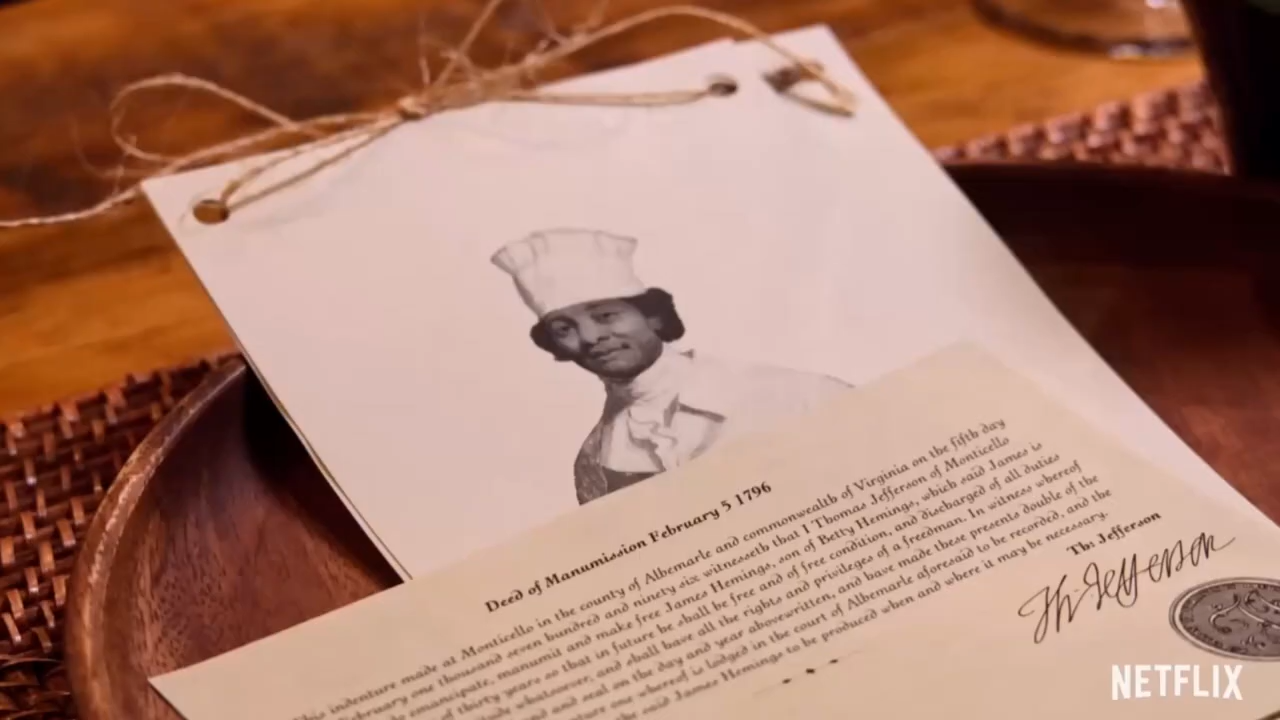 Deed of Manumission February 5 1796
This indenture made at Monticello in the county of Albemarle and commonwealth of Virginia on the fifth day
February one thousand seven hundred and ninety six witnesseth that I Thomas Jefferson of Monticello
do emancipate, manumit and make free James Hemings, son of Betty Hemings, which said James is
of thirty years so that in future he shall be free and of free condition, and discharged of all duties
whatsoever, and shall have all the rights and privileges of a freedman. In witness whereof
and seal on the day and year abovewritten, and have made these presents double of the
one whereof is lodged in the court of Albemarle aforesaid to be recorded, and the
said James Hemings to be produced when and where it may be necessary.
Th: Jefferson
Th: Jefferson
NETFLIX